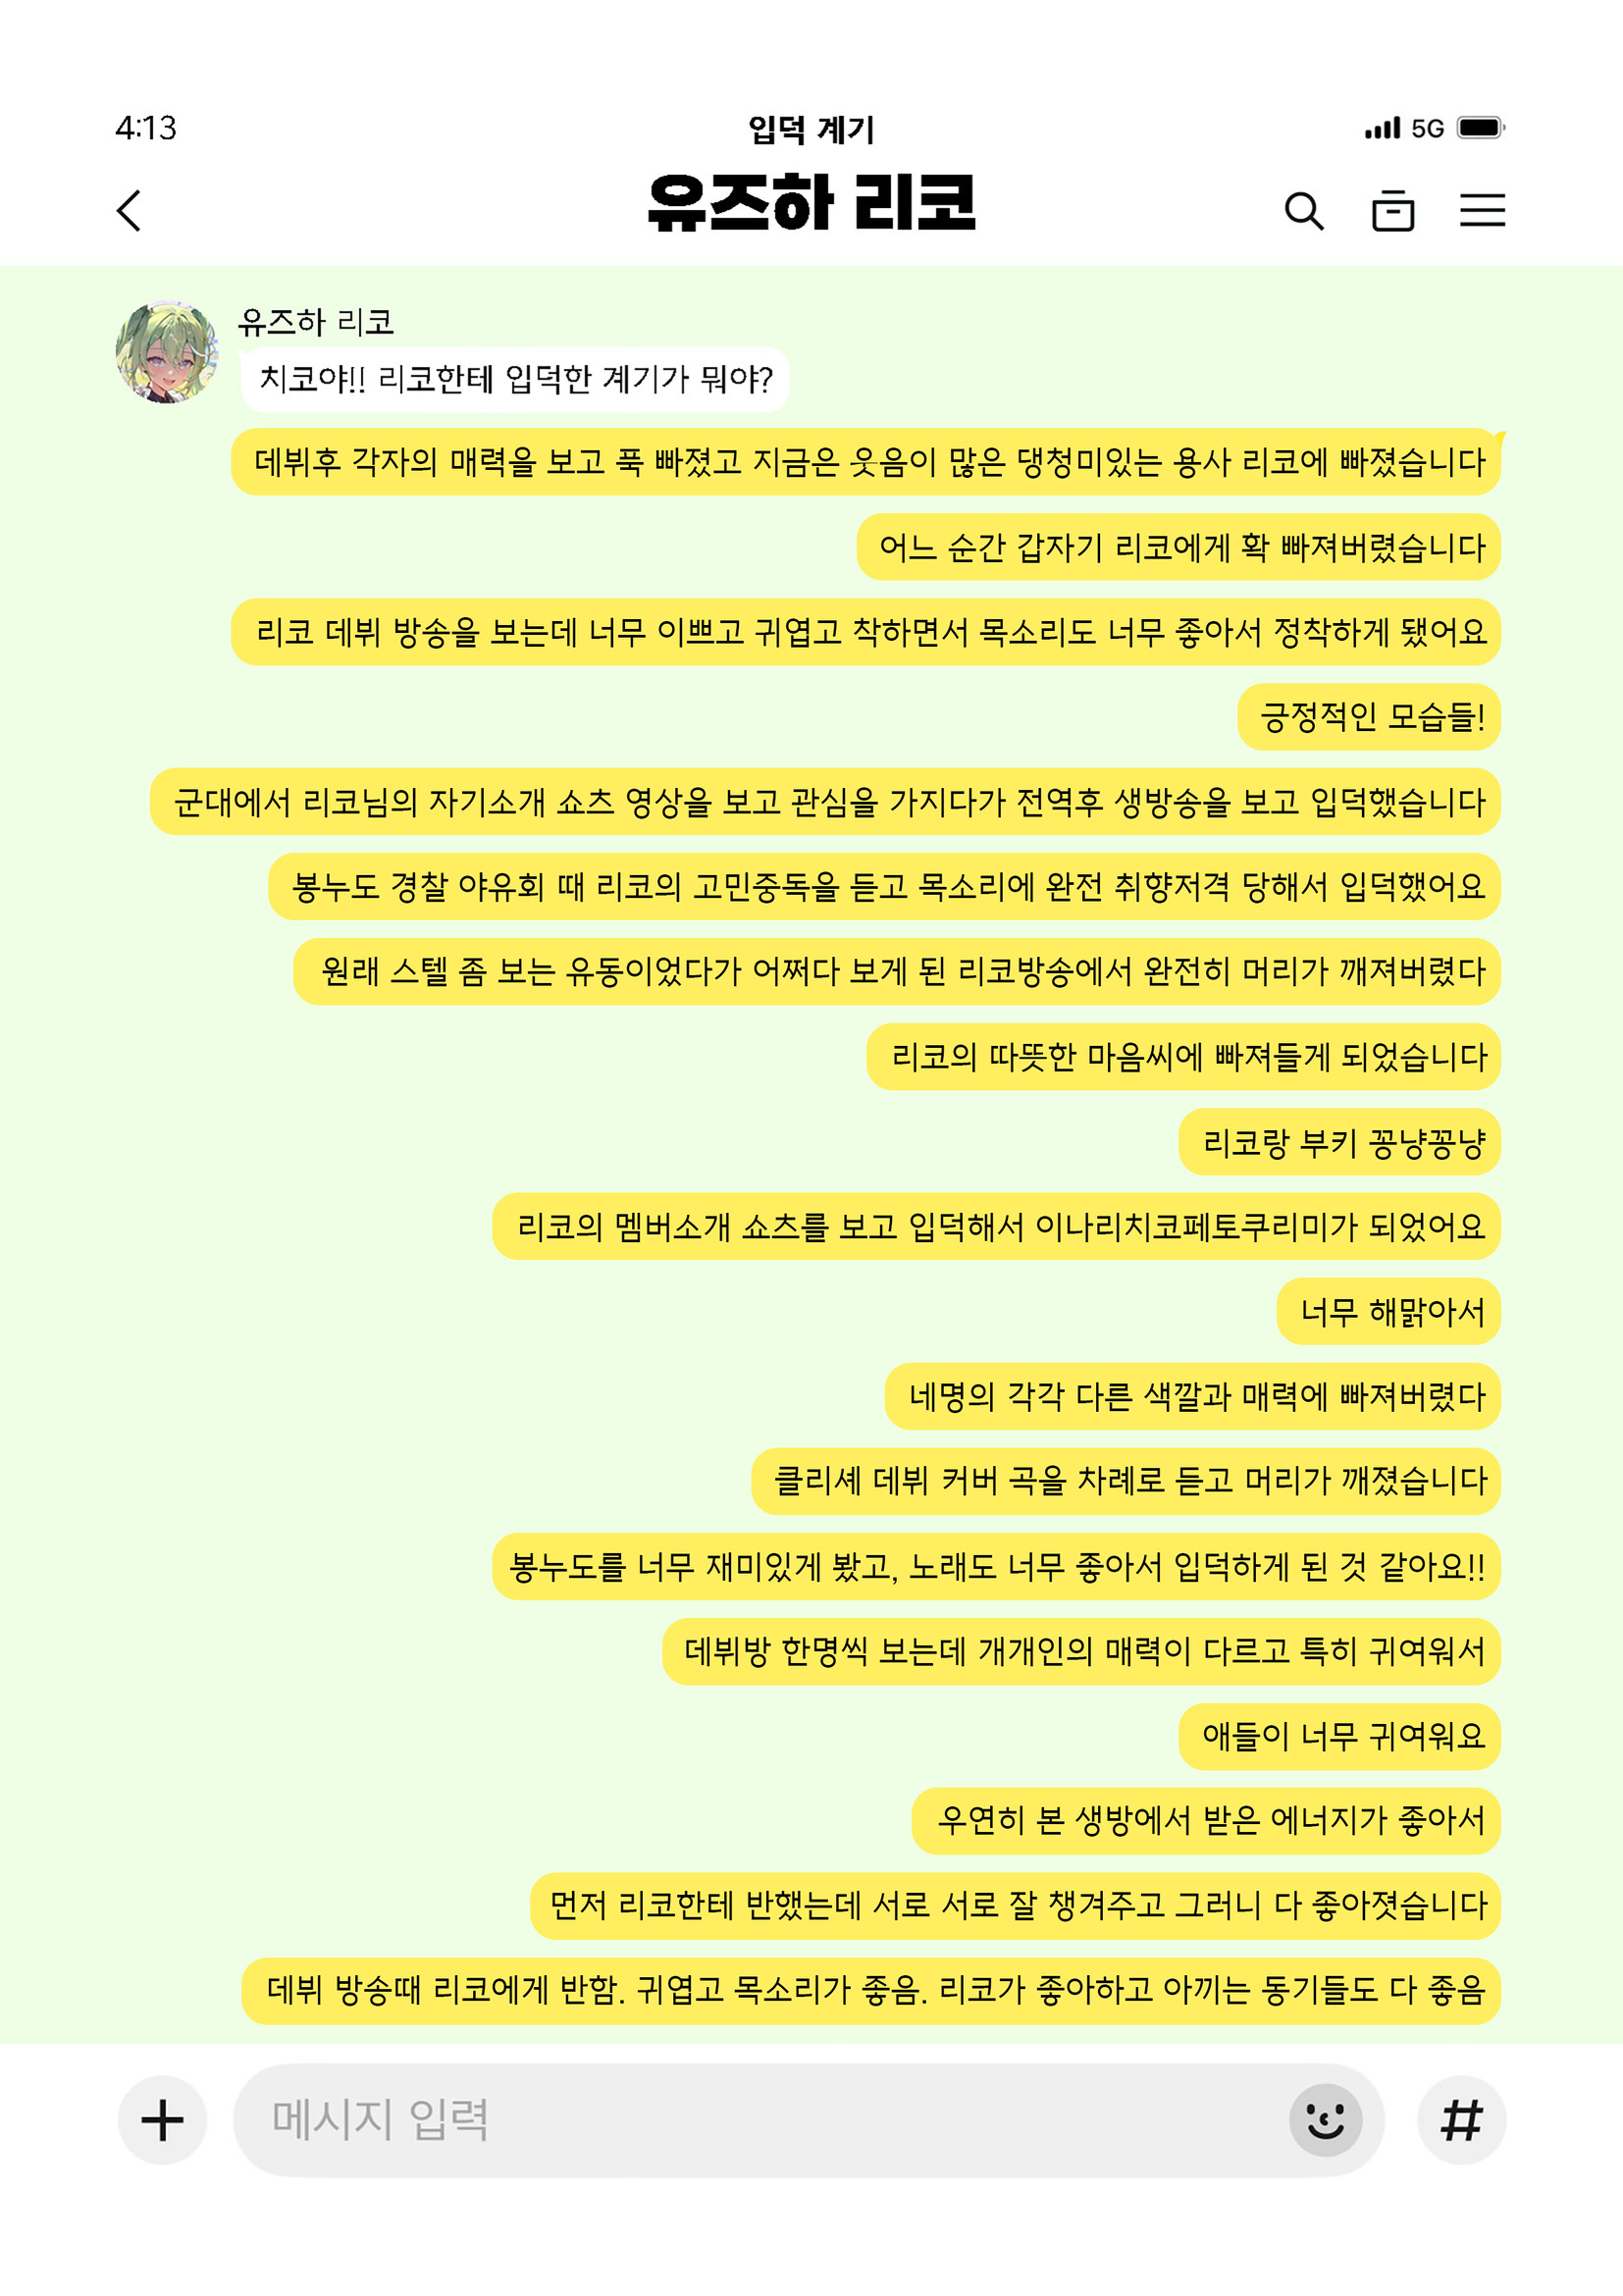 4:13
입덕 계기
5G
유즈하 리코
유즈하 리코
치코야!! 리코한테 입덕한 계기가 뭐야?
데뷔후 각자의 매력을 보고 푹 빠졌고 지금은 웃음이 많은 댕청미있는 용사 리코에 빠졌습니다
어느 순간 갑자기 리코에게 확 빠져버렸습니다
리코 데뷔 방송을 보는데 너무 이쁘고 귀엽고 착하면서 목소리도 너무 좋아서 정착하게 됐어요
긍정적인 모습들!
군대에서 리코님의 자기소개 쇼츠 영상을 보고 관심을 가지다가 전역후 생방송을 보고 입덕했습니다
봉누도 경찰 야유회 때 리코의 고민중독을 듣고 목소리에 완전 취향저격 당해서 입덕했어요
원래 스텔 좀 보는 유동이었다가 어쩌다 보게 된 리코방송에서 완전히 머리가 깨져버렸다
리코의 따뜻한 마음씨에 빠져들게 되었습니다
리코랑 부키 꽁냥꽁냥
리코의 멤버소개 쇼츠를 보고 입덕해서 이나리치코페토쿠리미가 되었어요
너무 해맑아서
네명의 각각 다른 색깔과 매력에 빠져버렸다
클리셰 데뷔 커버 곡을 차례로 듣고 머리가 깨졌습니다
봉누도를 너무 재미있게 봤고, 노래도 너무 좋아서 입덕하게 된 것 같아요!!
데뷔방 한명씩 보는데 개개인의 매력이 다르고 특히 귀여워서
애들이 너무 귀여워요
우연히 본 생방에서 받은 에너지가 좋아서
먼저 리코한테 반했는데 서로 서로 잘 챙겨주고 그러니 다 좋아졋습니다
데뷔 방송때 리코에게 반함. 귀엽고 목소리가 좋음. 리코가 좋아하고 아끼는 동기들도 다 좋음
메시지 입력
#